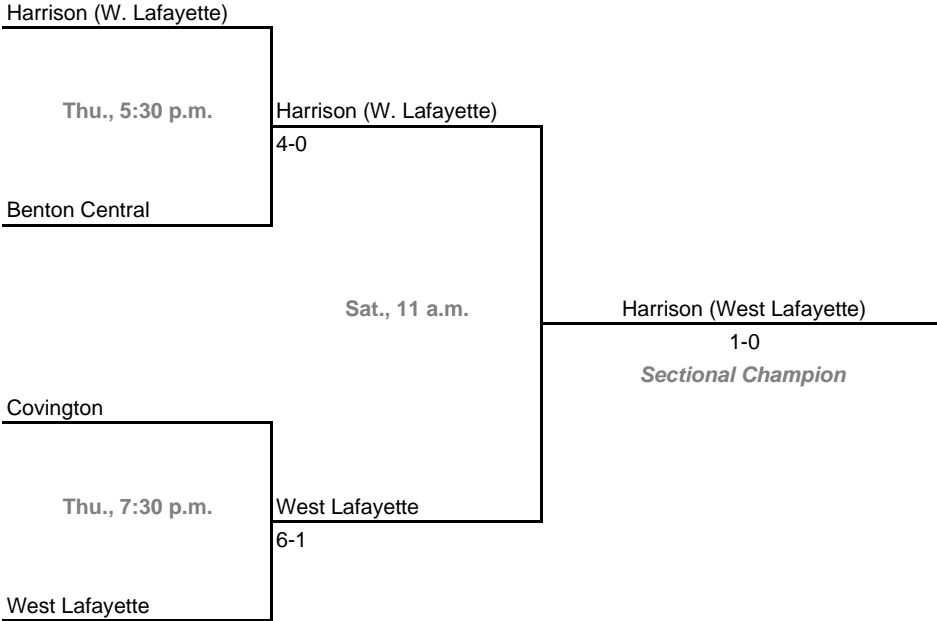 Harrison (W. Lafayette)
Thu., 5:30 p.m.
Harrison (W. Lafayette)
4-0
Benton Central
Sat., 11 a.m.
Harrison (West Lafayette)
1-0
Sectional Champion
Covington
Thu., 7:30 p.m.
West Lafayette
6-1
West Lafayette